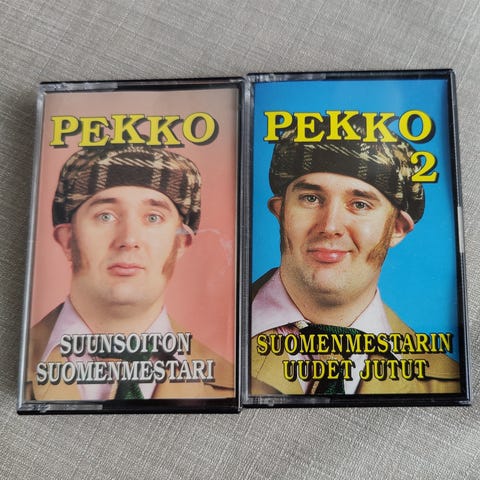 PEKKO
SUUNSOITON
SUOMENMESTARI
PEKKO
2
SUOMENMESTARIN
UUDET JUTUT